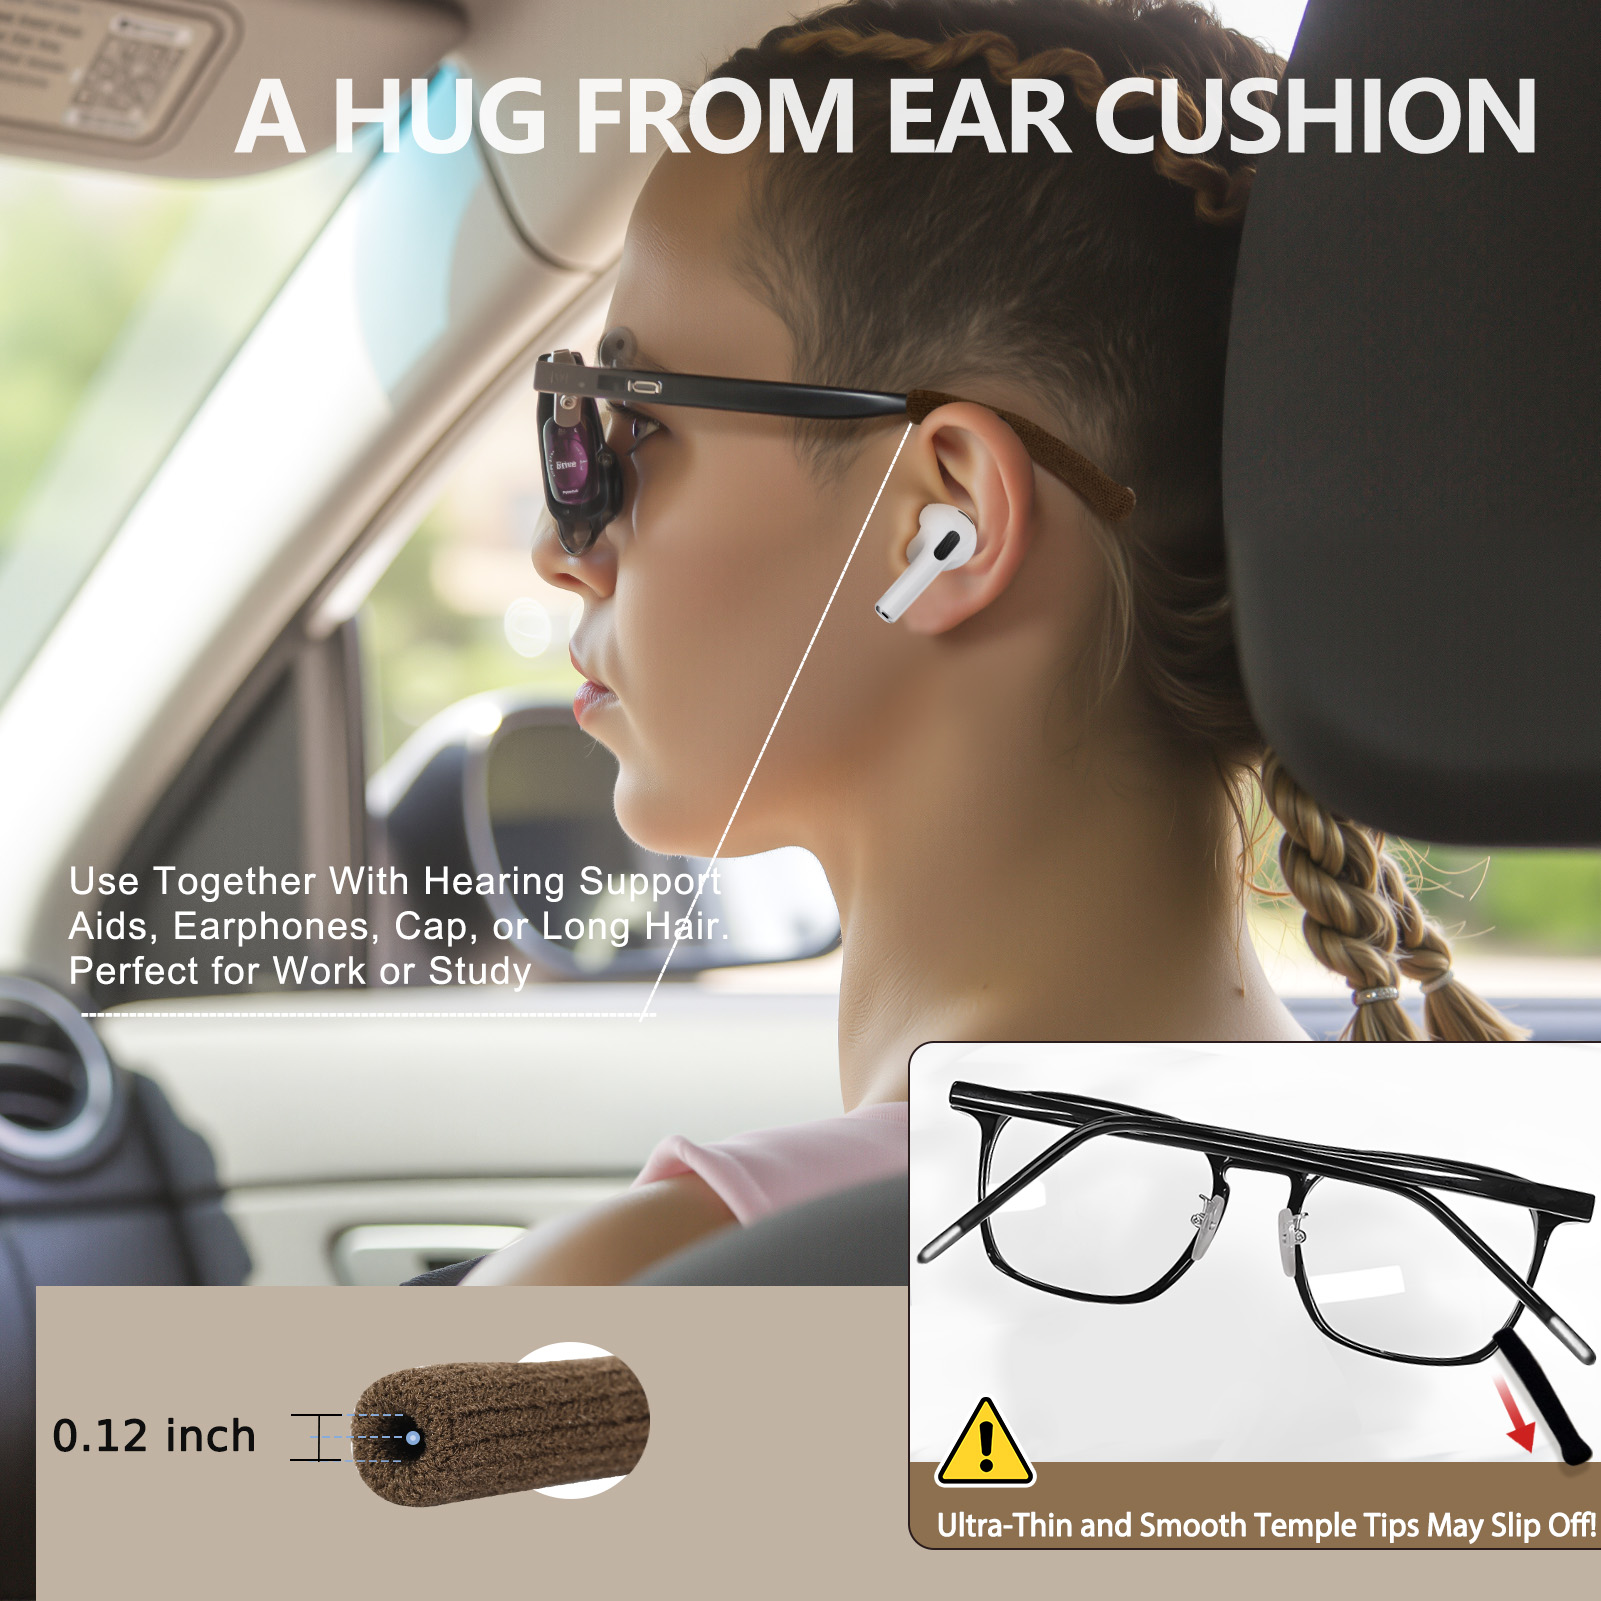 A HUG FROM EAR CUSHION
Use Together With Hearing Support
Aids, Earphones, Cap, or Long Hair.
Perfect for Work or Study
0.12 inch
Ultra-Thin and Smooth Temple Tips May Slip Off!